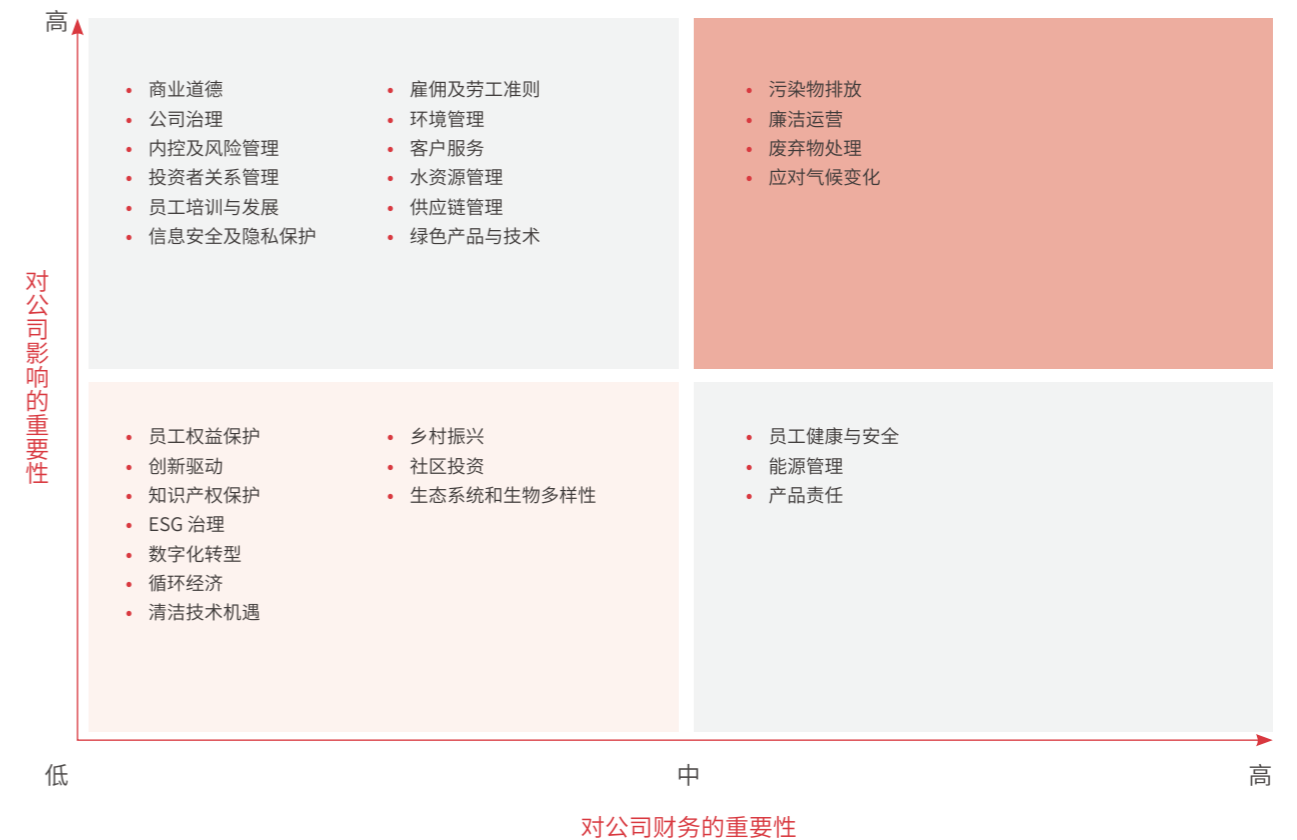 高
• 商业道德
• 公司治理
• 内控及风险管理
• 投资者关系管理
• 员工培训与发展
• 信息安全及隐私保护
• 雇佣及劳工准则
• 环境管理
• 客户服务
• 水资源管理
• 供应链管理
• 绿色产品与技术
• 污染物排放
• 廉洁运营
• 废弃物处理
• 应对气候变化
对公司影响的重要性
• 员工权益保护
• 创新驱动
• 知识产权保护
• ESG 治理
• 数字化转型
• 循环经济
• 清洁技术机遇
• 乡村振兴
• 社区投资
• 生态系统和生物多样性
• 员工健康与安全
• 能源管理
• 产品责任
低 中 高
对公司财务的重要性